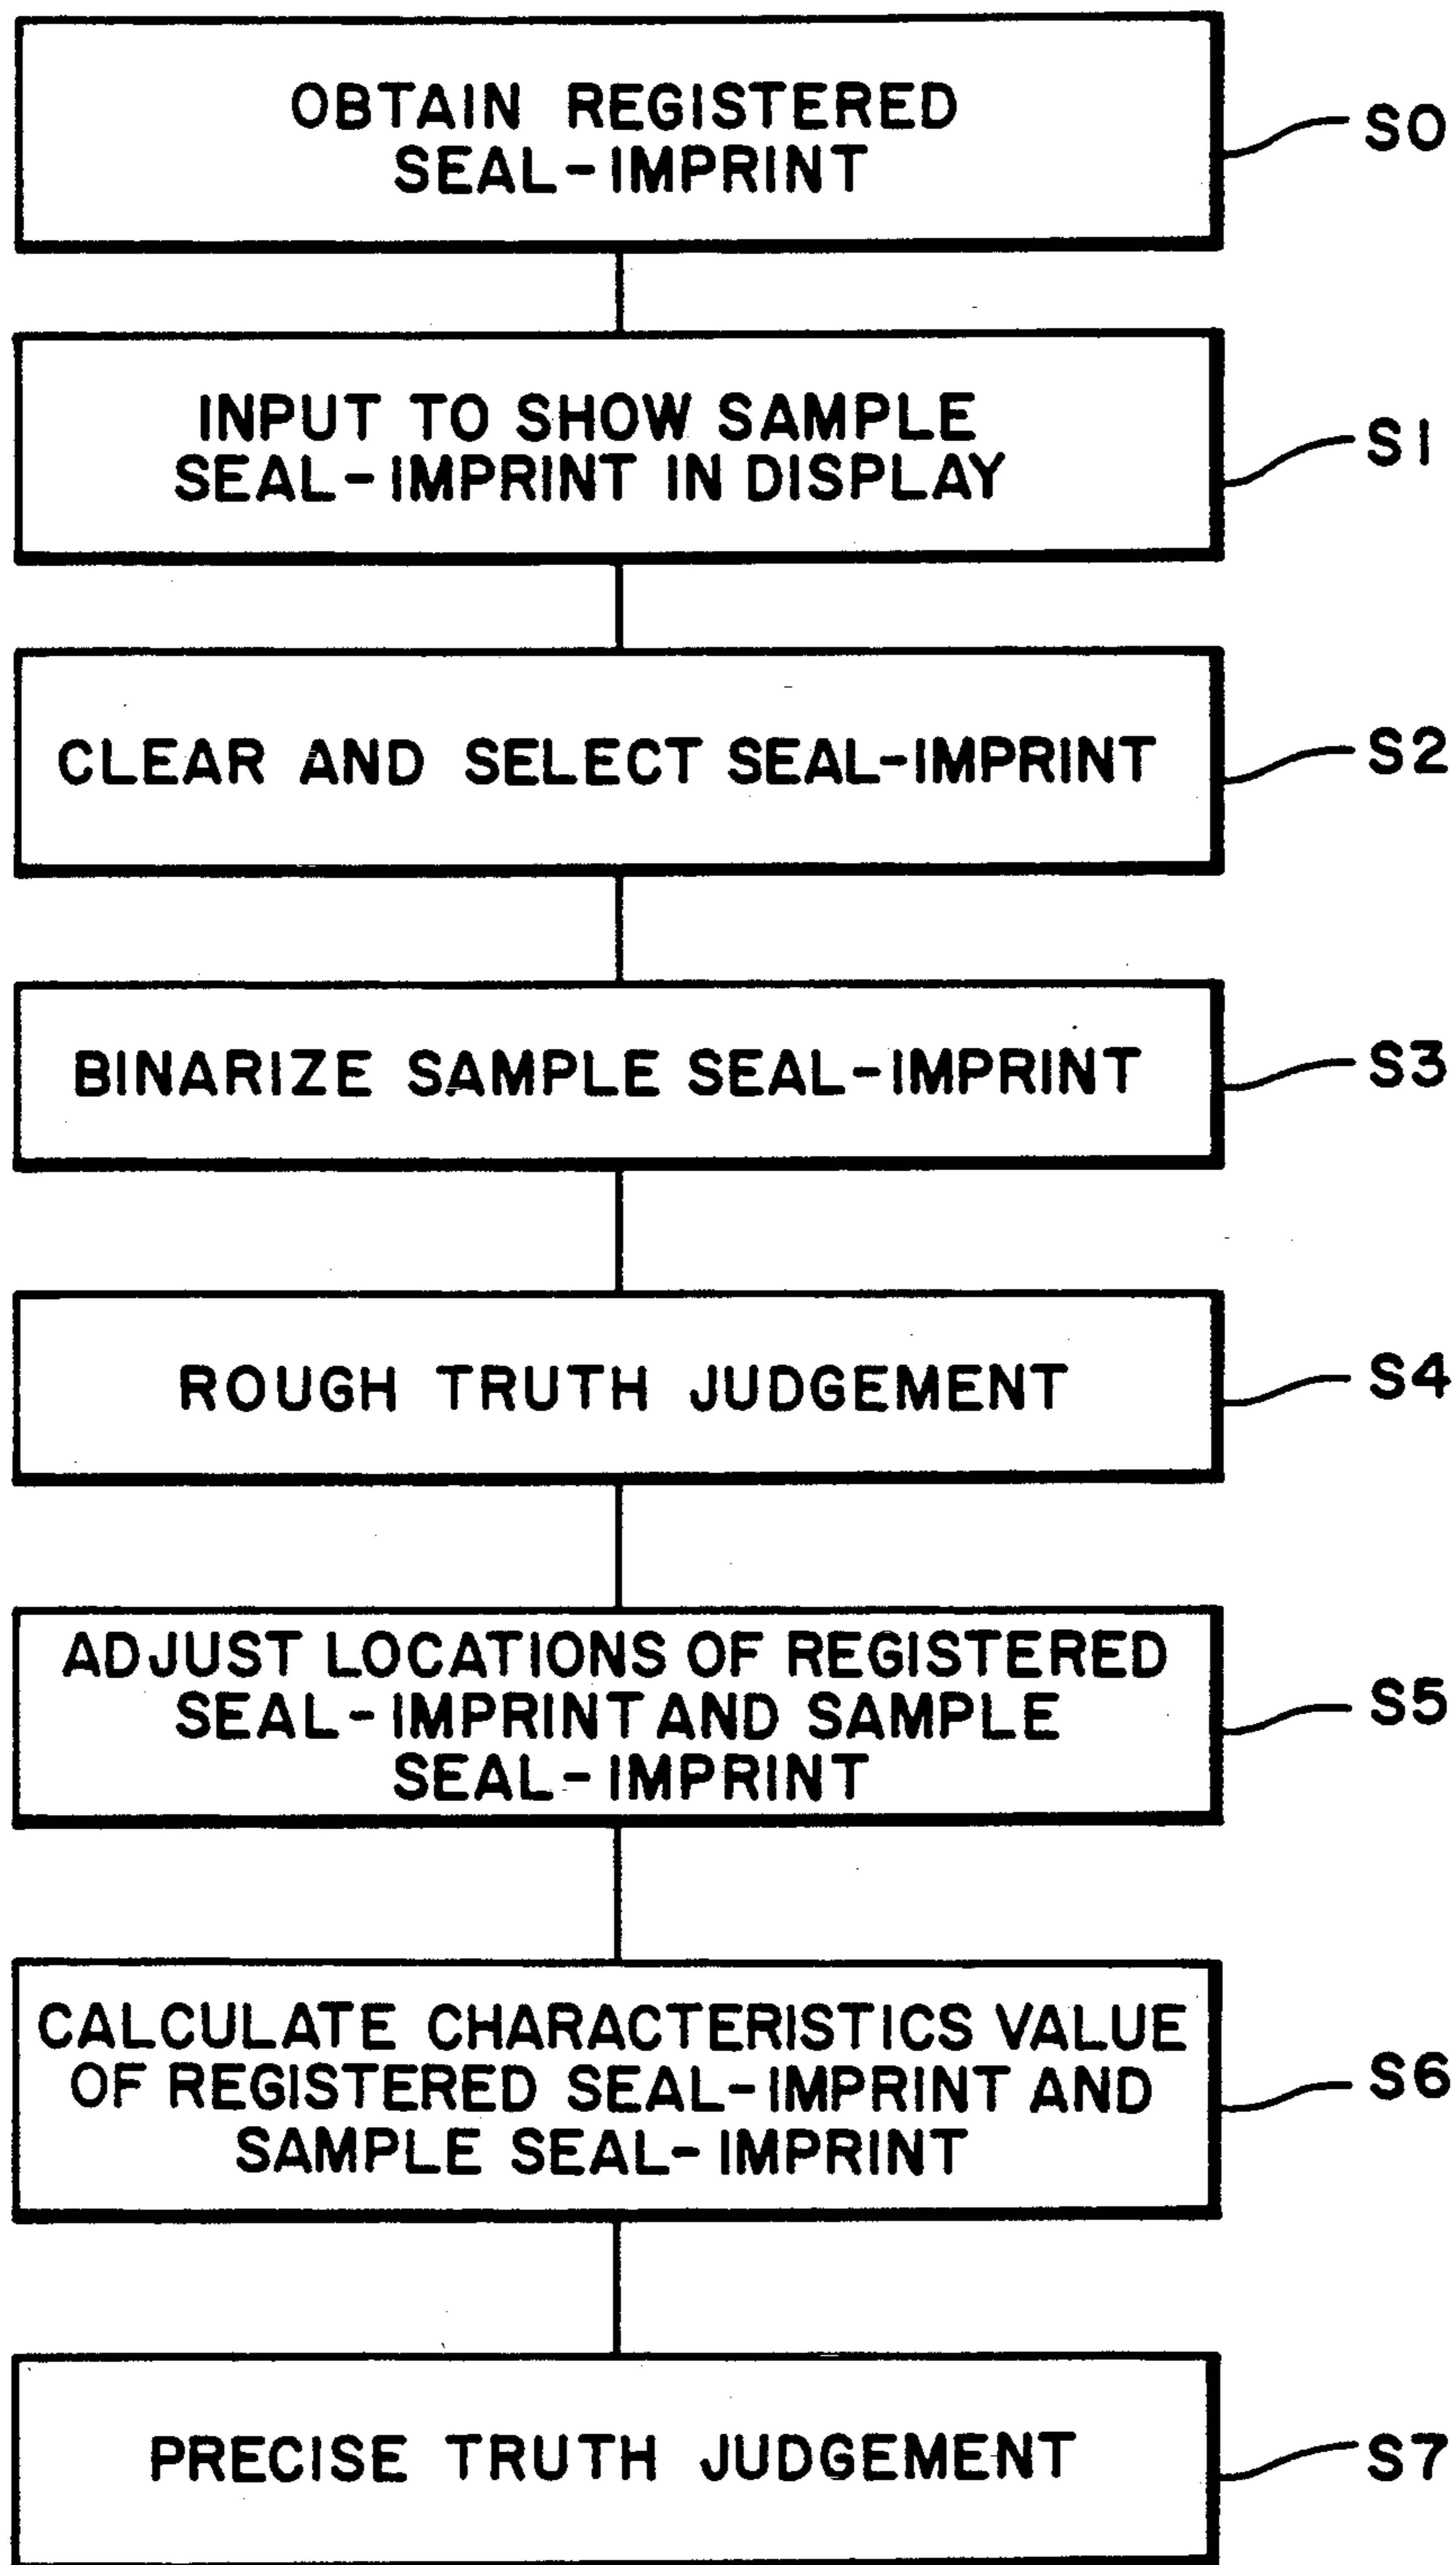 OBTAIN REGISTERED
SEAL-IMPRINT
S0
INPUT TO SHOW SAMPLE
SEAL-IMPRINT IN DISPLAY
S1
CLEAR AND SELECT SEAL-IMPRINT
S2
BINARIZE SAMPLE SEAL-IMPRINT
S3
ROUGH TRUTH JUDGEMENT
S4
ADJUST LOCATIONS OF REGISTERED
SEAL-IMPRINT AND SAMPLE
SEAL-IMPRINT
S5
CALCULATE CHARACTERISTICS VALUE
OF REGISTERED SEAL-IMPRINT AND
SAMPLE SEAL-IMPRINT
S6
PRECISE TRUTH JUDGEMENT
S7